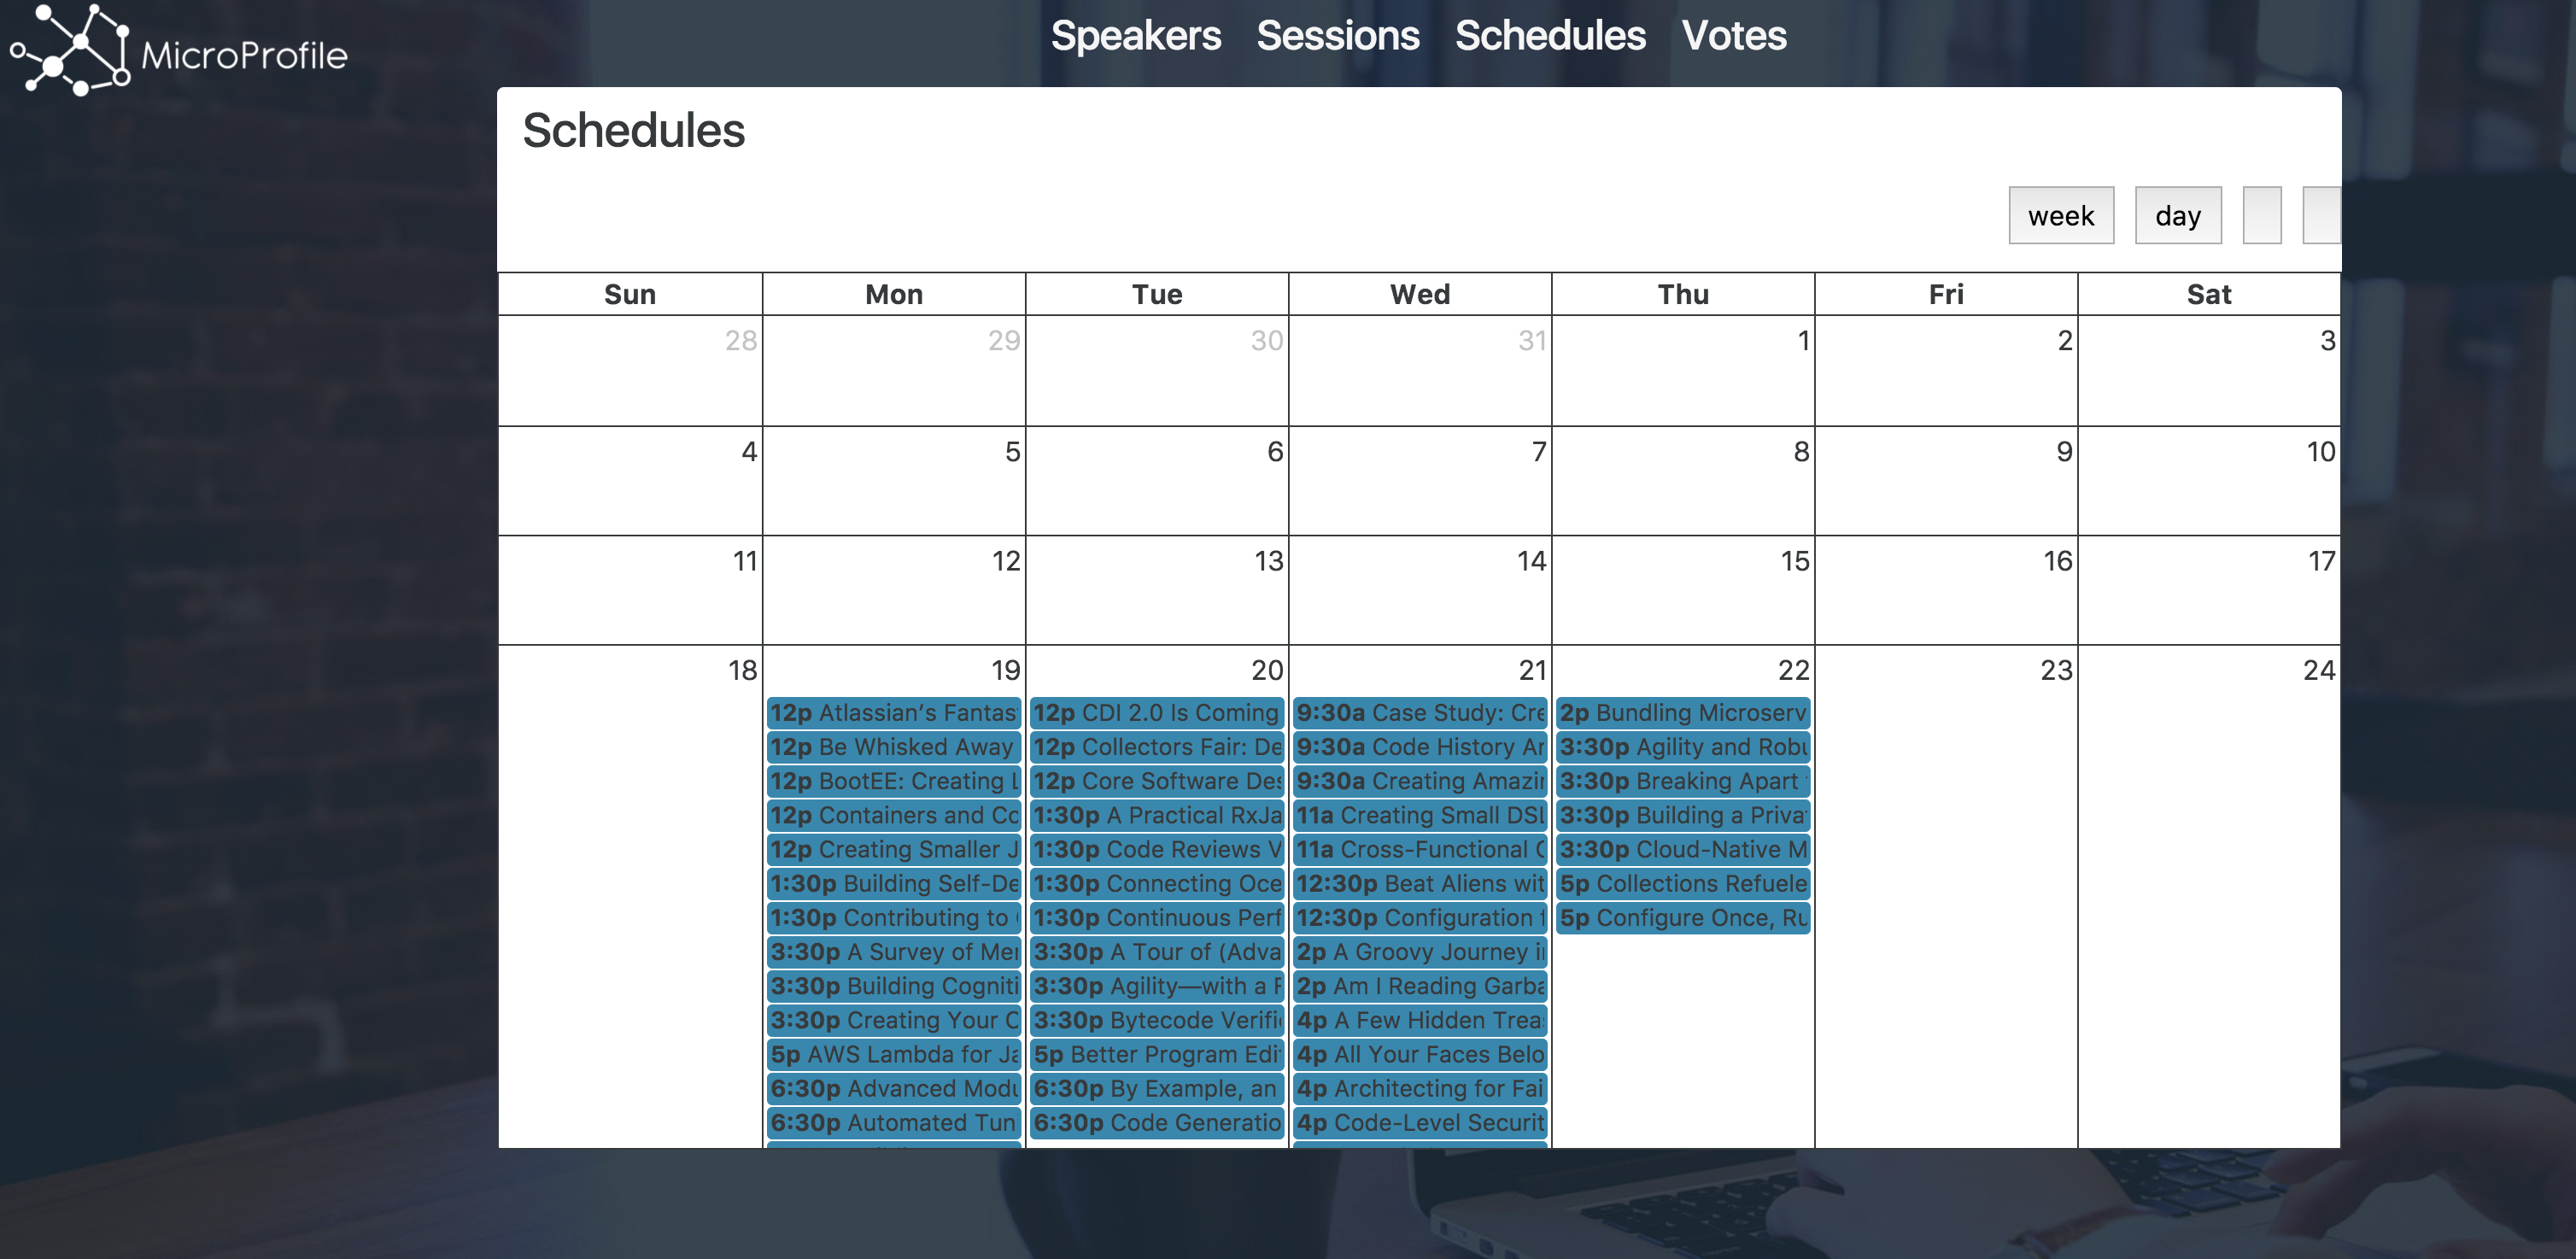 MicroProfile
Speakers Sessions Schedules Votes
Schedules
week day
Sun Mon Tue Wed Thu Fri Sat
28 29 30 31 1 2 3
4 5 6 7 8 9 10
11 12 13 14 15 16 17
18 19 20 21 22 23 24
12p Atlassian's Fantas
12p Be Whisked Away
12p BootEE: Creating
12p Containers and Co
12p Creating Smaller J
1:30p Building Self-De
1:30p Contributing to
3:30p A Survey of Mer
3:30p Building Cogniti
3:30p Creating Your
5p AWS Lambda for Ja
6:30p Advanced Modu
6:30p Automated Tun
12p CDI 2.0 Is Coming
12p Collectors Fair: De
12p Core Software Des
1:30p A Practical RxJa
1:30p Code Reviews V
1:30p Connecting Oce
1:30p Continuous Perf
3:30p A Tour of (Adva
3:30p Agility—with a
3:30p Bytecode Verifi
5p Better Program Edi
6:30p By Example, an
6:30p Code Generatio
9:30a Case Study: Cre
9:30a Code History Ar
9:30a Creating Amazi
11a Creating Small DSL
11a Cross-Functional
12:30p Beat Aliens wit
12:30p Configuration
2p A Groovy Journey i
2p Am I Reading Garba
4p A Few Hidden Trea
4p All Your Faces Belo
4p Architecting for Fai
4p Code-Level Securit
2p Bundling Microserv
3:30p Agility and Robu
3:30p Breaking Apart
3:30p Building a Priva
3:30p Cloud-Native M
5p Collections Refuele
5p Configure Once, Ru